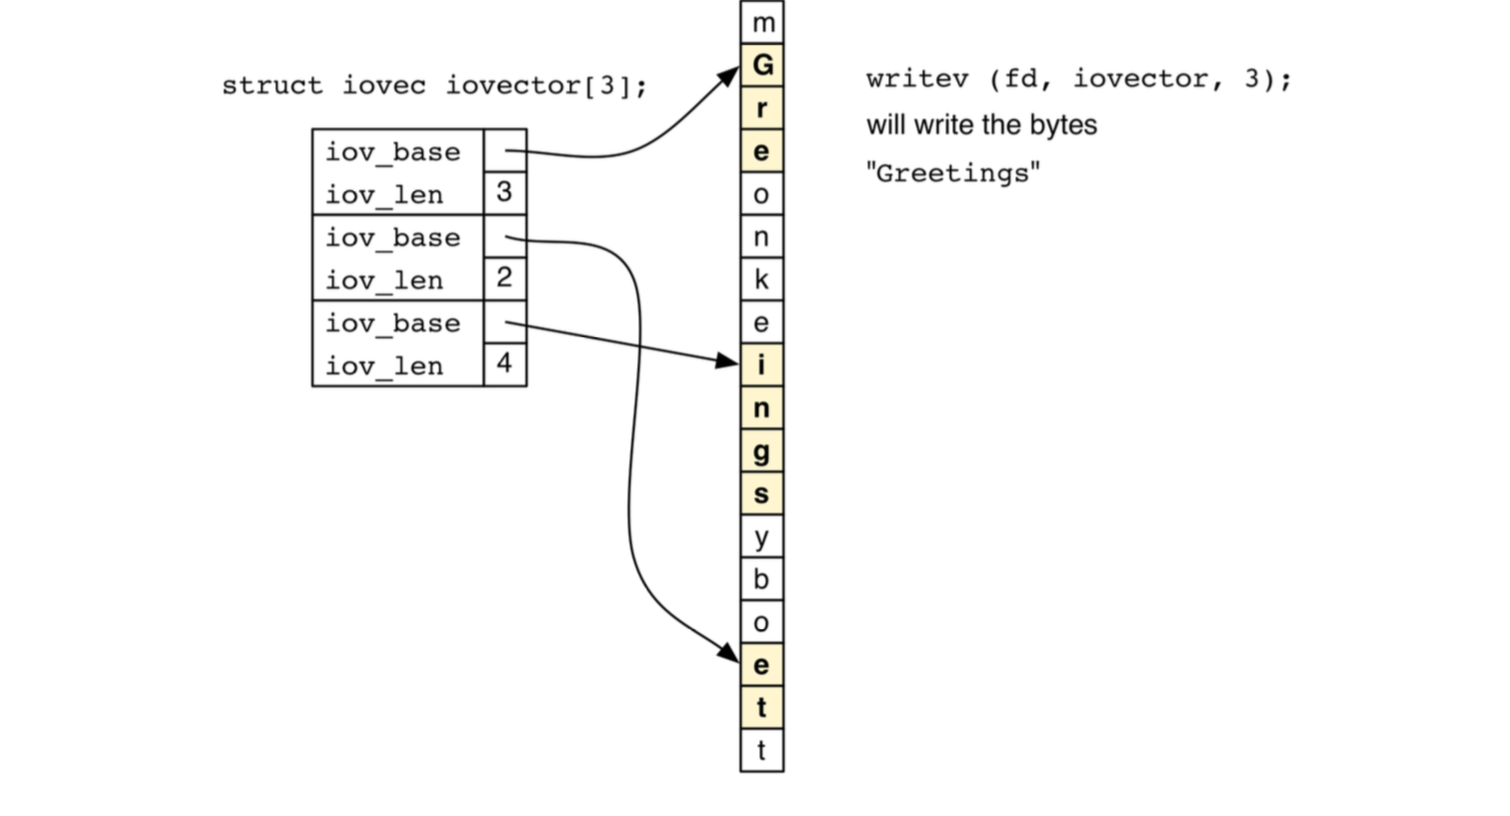 struct iovec iovector[3];
iov_base
iov_len 3
iov_base
iov_len 2
iov_base
iov_len 4
m
G
r
e
o
n
k
e
i
n
g
s
y
b
o
e
t
t
writev (fd, iovector, 3);
will write the bytes
"Greetings"